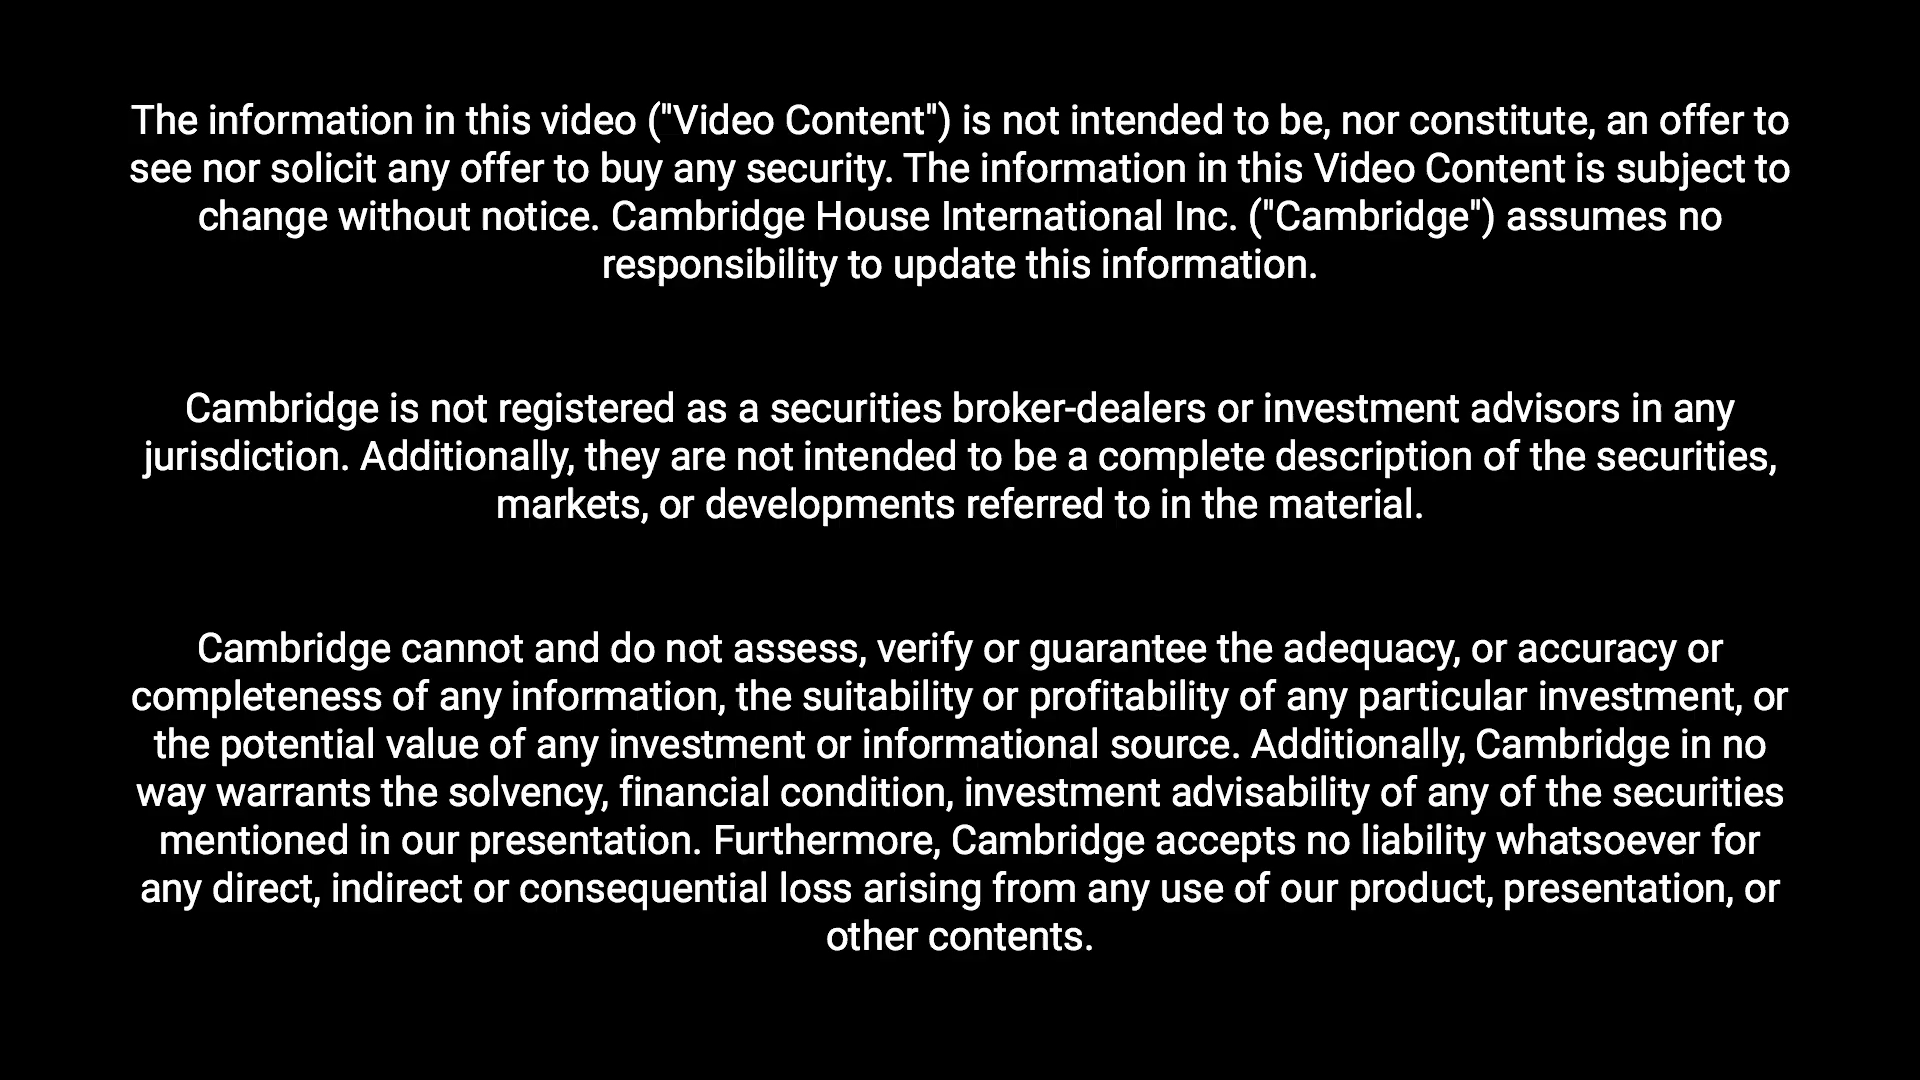 The information in this video ("Video Content") is not intended to be, nor constitute, an offer to
see nor solicit any offer to buy any security. The information in this Video Content is subject to
change without notice. Cambridge House International Inc. ("Cambridge") assumes no
responsibility to update this information.
Cambridge is not registered as a securities broker-dealers or investment advisors in any
jurisdiction. Additionally, they are not intended to be a complete description of the securities,
markets, or developments referred to in the material.
Cambridge cannot and do not assess, verify or guarantee the adequacy, or accuracy or
completeness of any information, the suitability or profitability of any particular investment, or
the potential value of any investment or informational source. Additionally, Cambridge in no
way warrants the solvency, financial condition, investment advisability of any of the securities
mentioned in our presentation. Furthermore, Cambridge accepts no liability whatsoever for
any direct, indirect or consequential loss arising from any use of our product, presentation, or
other contents.